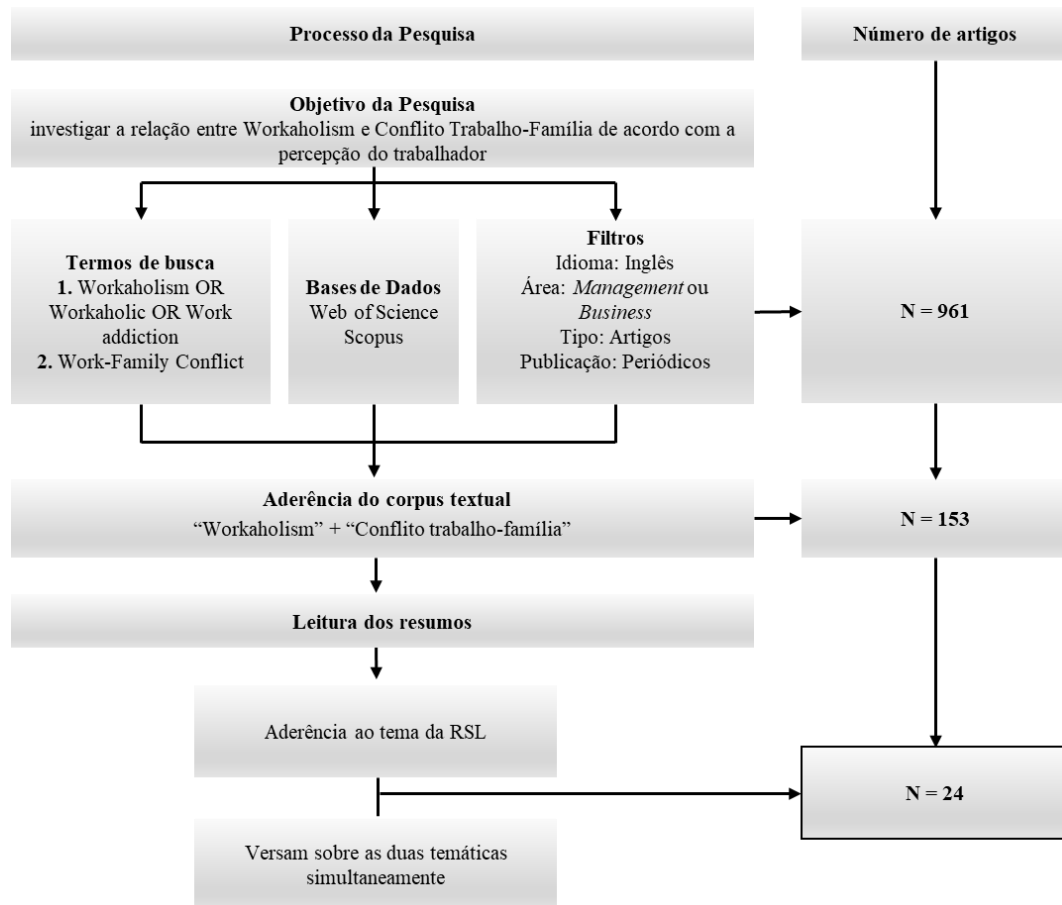 Processo da Pesquisa
Número de artigos
Objetivo da Pesquisa
investigar a relação entre Workaholism e Conflito Trabalho-Família de acordo com a
percepção do trabalhador
Termos de busca
1. Workaholism OR
Workaholic OR Work
addiction
2. Work-Family Conflict
Bases de Dados
Web of Science
Scopus
Filtros
Idioma: Inglês
Área: Management ou
Business
Tipo: Artigos
Publicação: Periódicos
N = 961
Aderência do corpus textual
“Workaholism” + “Conflito trabalho-família”
N = 153
Leitura dos resumos
Aderência ao tema da RSL
N = 24
Versam sobre as duas temáticas
simultaneamente